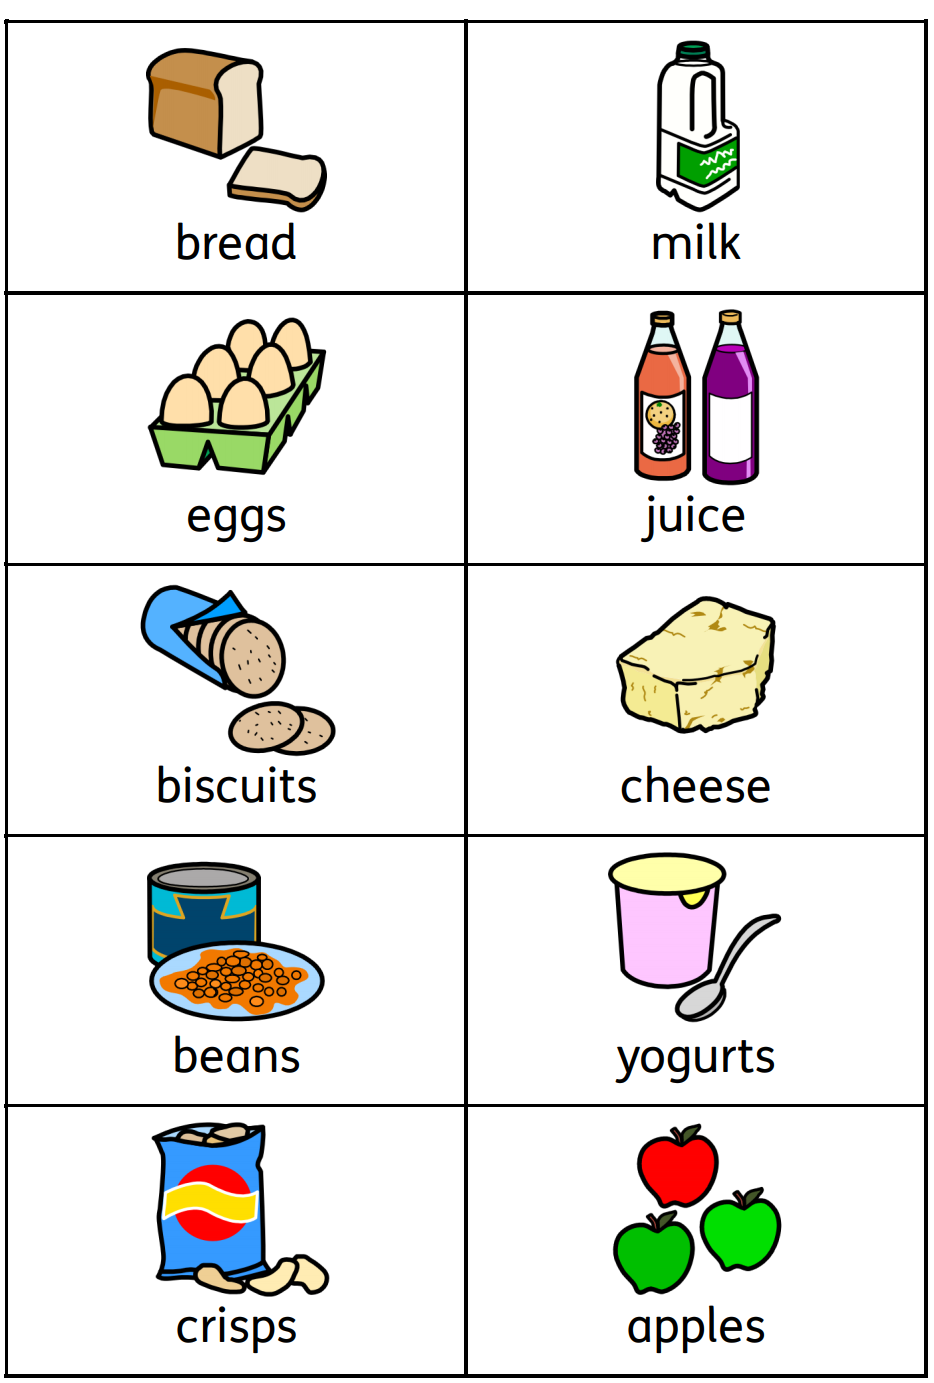 bread
milk
eggs
juice
biscuits
cheese
beans
yogurts
crisps
apples